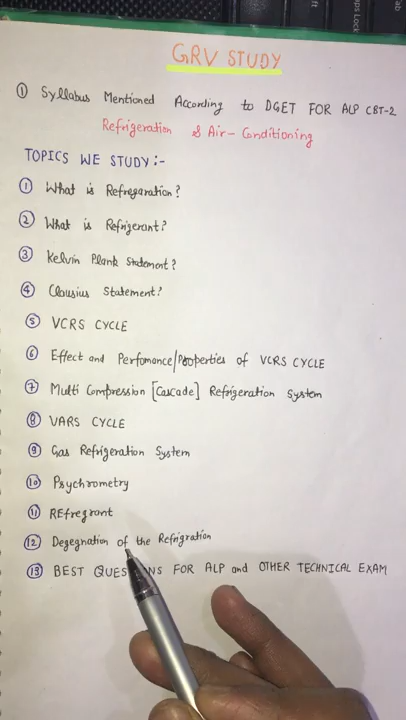 GRV STUDY
① Syllabus Mentioned According to DGET FOR ALP CBT-2
Refrigeration & Air-Conditioning
TOPICS WE STUDY:-
① What is Refregaration?
② What is Refrigerant?
③ Kelvin Plank Statement?
④ Clausius Statement?
⑤ VCRS CYCLE
⑥ Effect and Perfomance/Properties of VCRS CYCLE
⑦ Multi Compression [Cascade] Refrigeration System
⑧ VARS CYCLE
⑨ Gas Refrigeration System
⑩ Psychrometry
⑪ REfregrant
⑫ Degegnation of the Refrigration
⑬ BEST QUES NS FOR ALP and OTHER TECHNICAL EXAM